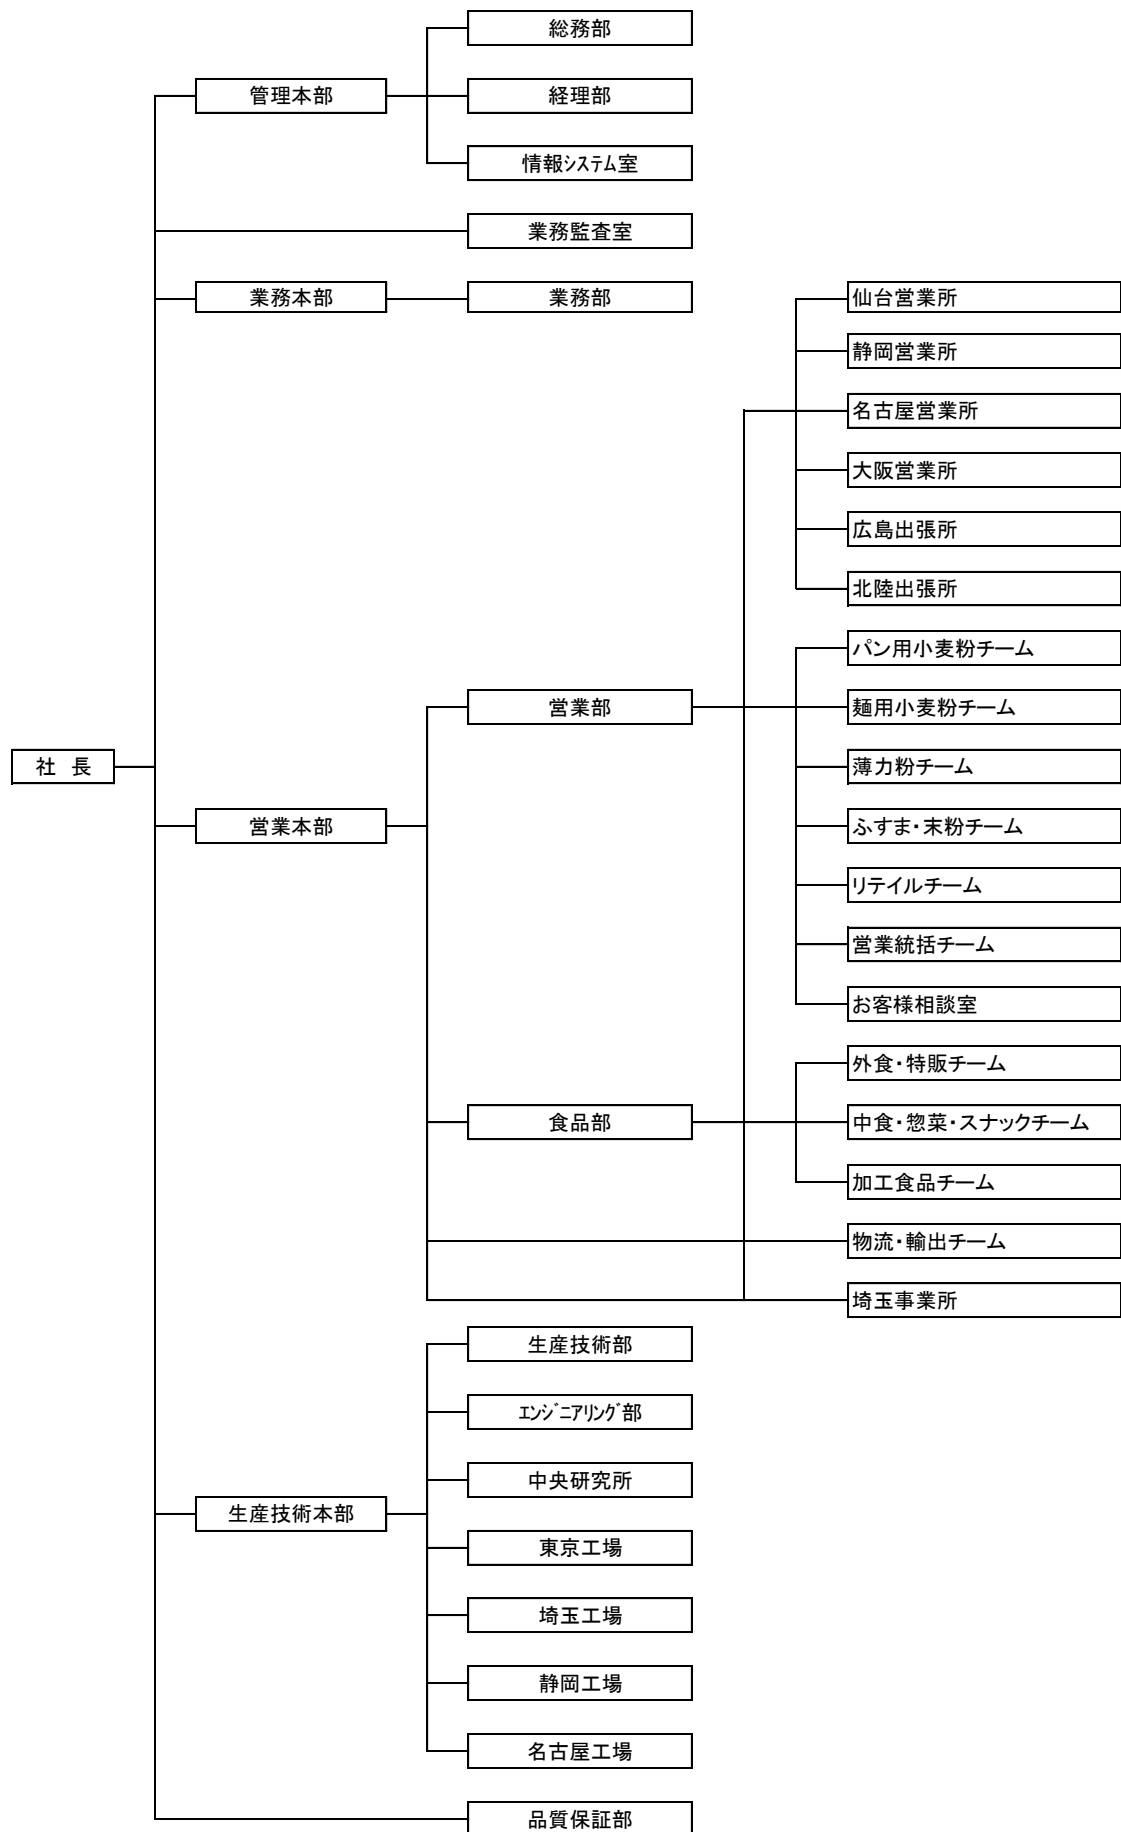 総務部
管理本部
経理部
情報ｼｽﾃﾑ室
業務監査室
業務本部
業務部
仙台営業所
静岡営業所
名古屋営業所
大阪営業所
広島出張所
北陸出張所
パン用小麦粉チーム
営業部
麺用小麦粉チーム
社 長
薄力粉チーム
営業本部
ふすま・末粉チーム
リテイルチーム
営業統括チーム
お客様相談室
外食・特販チーム
食品部
中食・惣菜・スナックチーム
加工食品チーム
物流・輸出チーム
埼玉事業所
生産技術部
ｴﾝｼﾞﾆｱﾘﾝｸﾞ部
中央研究所
生産技術本部
東京工場
埼玉工場
静岡工場
名古屋工場
品質保証部